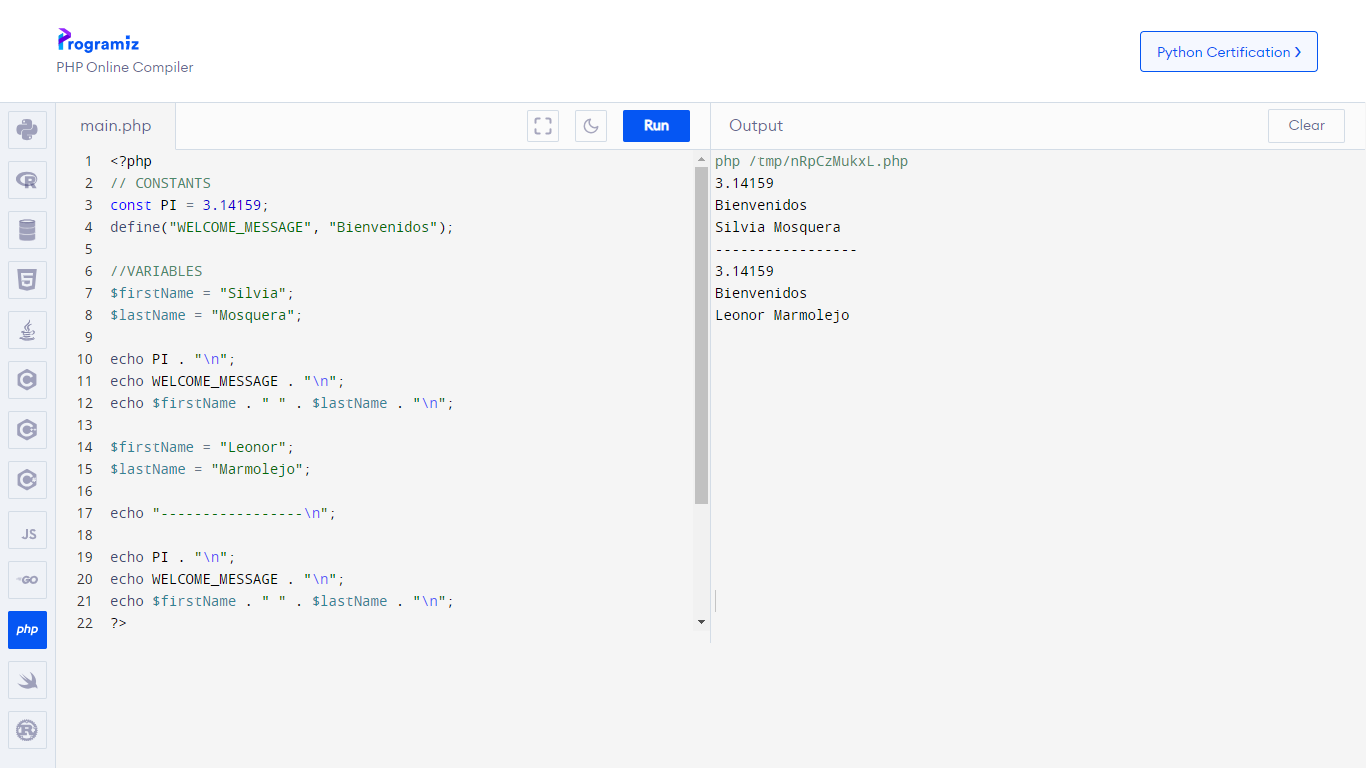 Programiz
PHP Online Compiler
Python Certification >
main.php
Run
Output
Clear
1 <?php
2 // CONSTANTS
3 const PI = 3.14159;
4 define("WELCOME_MESSAGE", "Bienvenidos");
5
6 //VARIABLES
7 $firstName = "Silvia";
8 $lastName = "Mosquera";
9
10 echo PI . "\n";
11 echo WELCOME_MESSAGE . "\n";
12 echo $firstName . " " . $lastName . "\n";
13
14 $firstName = "Leonor";
15 $lastName = "Marmolejo";
16
17 echo "-----------------\n";
18
19 echo PI . "\n";
20 echo WELCOME_MESSAGE . "\n";
21 echo $firstName . " " . $lastName . "\n";
22 ?>
php /tmp/nRpCzMukxL.php
3.14159
Bienvenidos
Silvia Mosquera
-----------------
3.14159
Bienvenidos
Leonor Marmolejo
R
5
C
C
C
JS
GO
php
R